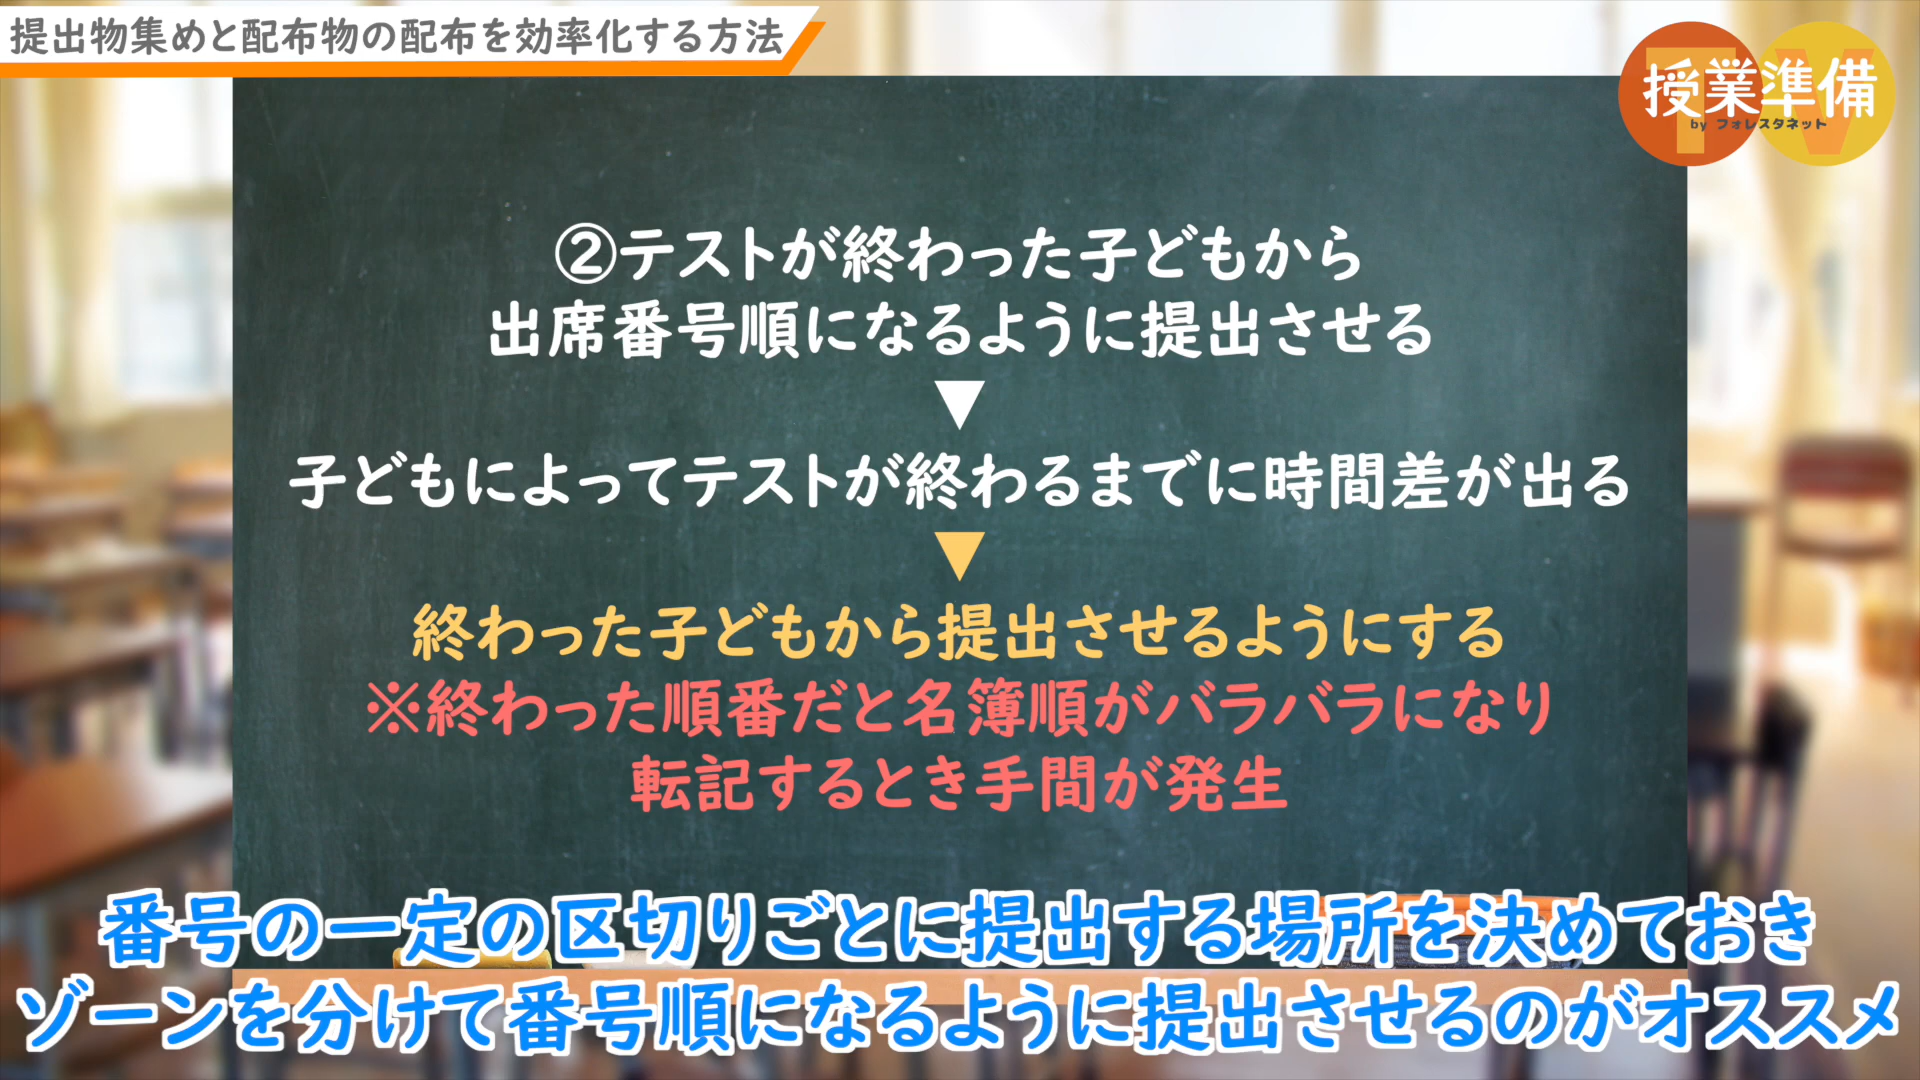 提出物集めと配布物の配布を効率化する方法
授業準備
by フォレスタネット
TV
②テストが終わった子どもから
出席番号順になるように提出させる
▼
子どもによってテストが終わるまでに時間差が出る
▼
終わった子どもから提出させるようにする
※終わった順番だと名簿順がバラバラになり
転記するとき手間が発生
番号の一定の区切りごとに提出する場所を決めておき
ゾーンを分けて番号順になるように提出させるのがオススメ